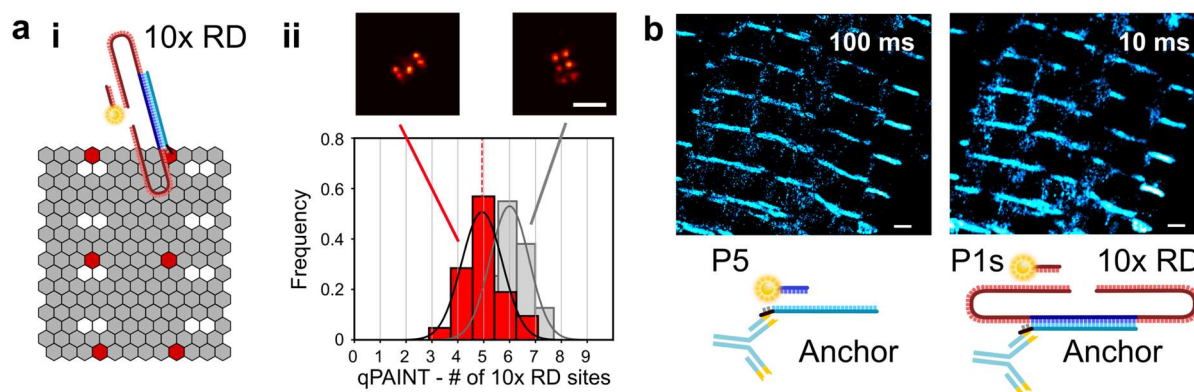 a
i
10x RD
ii
0.8
0.6
0.4
0.2
0
Frequency
0 1 2 3 4 5 6 7 8 9
qPAINT - # of 10x RD sites
b
100 ms
10 ms
P5
Anchor
P1s
10x RD
Anchor